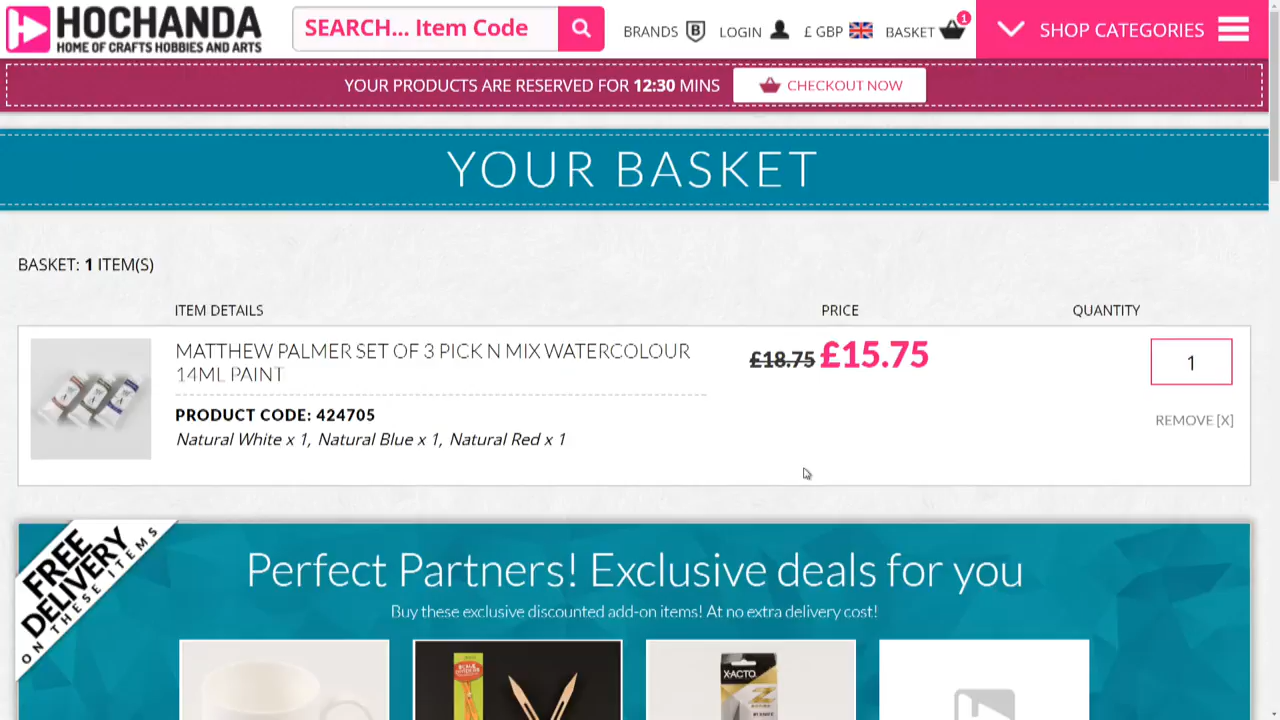 HOCHANDA
HOME OF CRAFTS HOBBIES AND ARTS
SEARCH... Item Code
BRANDS
B
LOGIN
£ GBP
BASKET
1
SHOP CATEGORIES
YOUR PRODUCTS ARE RESERVED FOR 12:30 MINS
CHECKOUT NOW
YOUR BASKET
BASKET: 1 ITEM(S)
ITEM DETAILS
PRICE
QUANTITY
MATTHEW PALMER SET OF 3 PICK N MIX WATERCOLOUR
14ML PAINT
£18.75 £15.75
1
PRODUCT CODE: 424705
REMOVE [X]
Natural White x 1, Natural Blue x 1, Natural Red x 1
FREE
DELIVERY
ON THESE ITEMS
Perfect Partners! Exclusive deals for you
Buy these exclusive discounted add-on items! At no extra delivery cost!
X-ACTO
Z